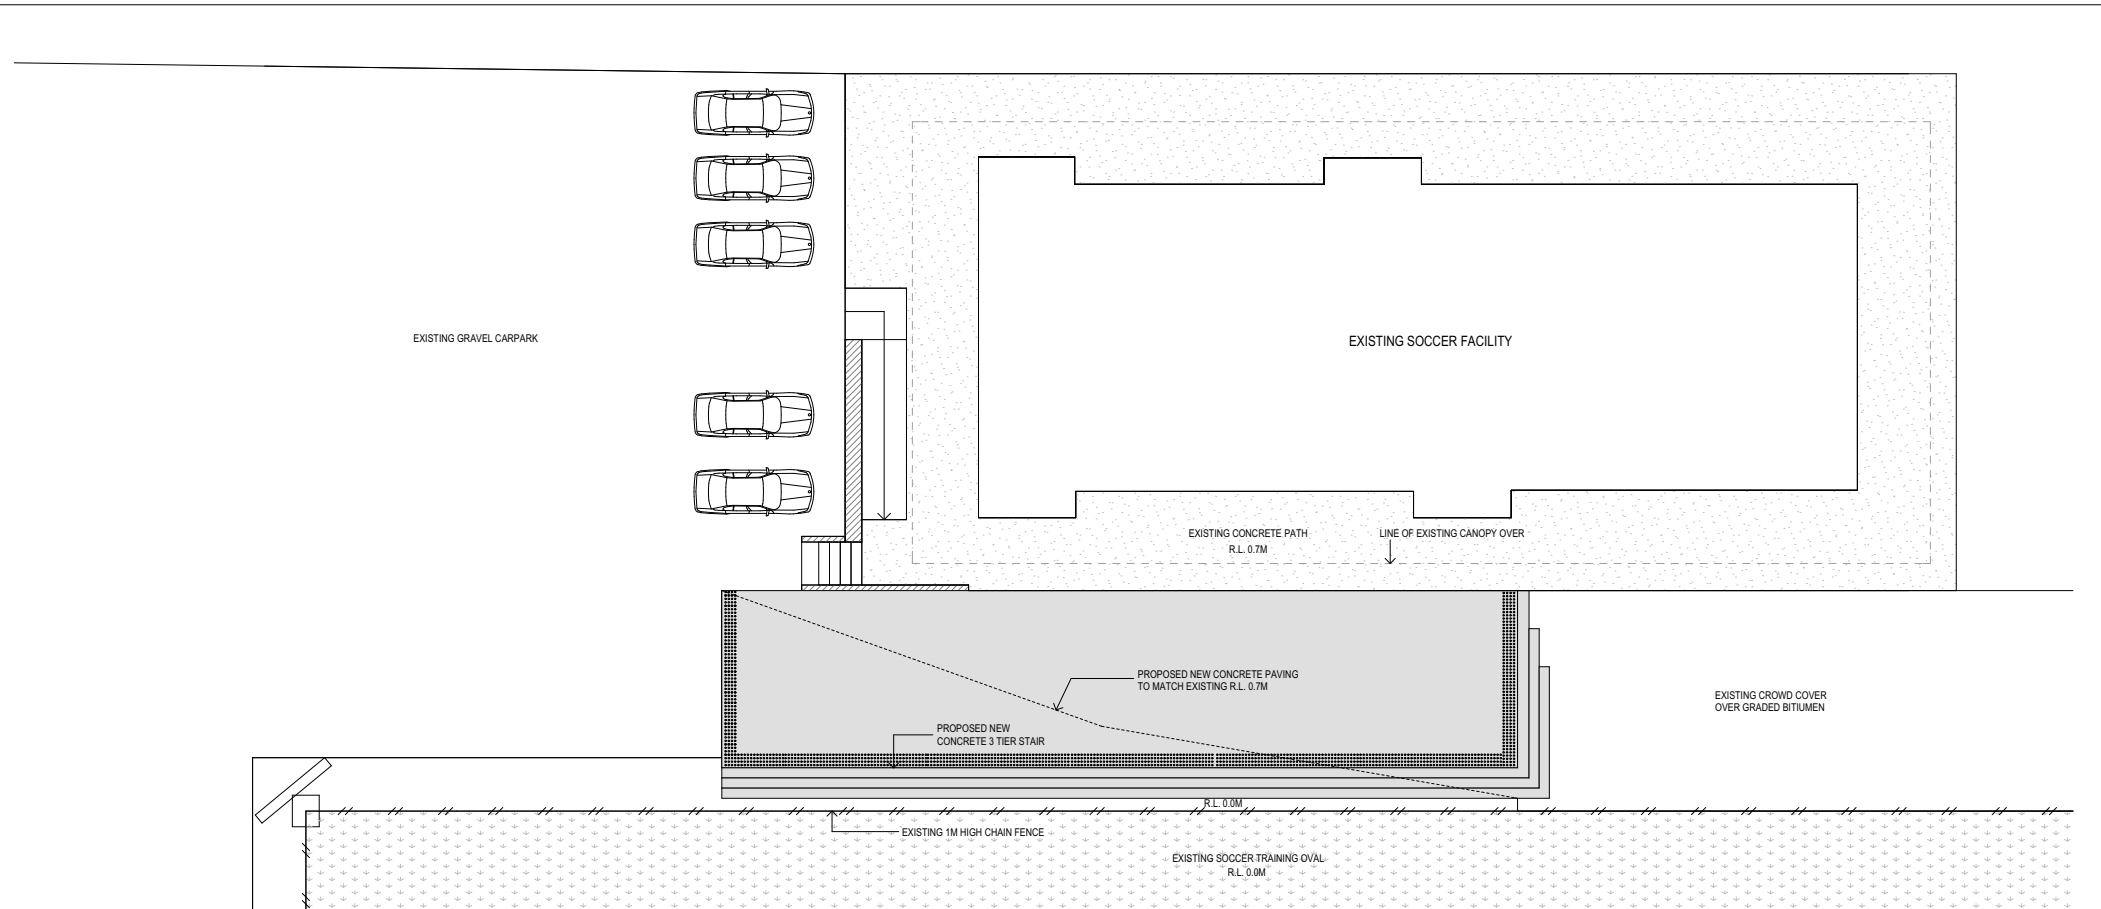 EXISTING GRAVEL CARPARK
EXISTING SOCCER FACILITY
EXISTING CONCRETE PATH
R.L. 0.7M
LINE OF EXISTING CANOPY OVER
PROPOSED NEW CONCRETE PAVING
TO MATCH EXISTING R.L. 0.7M
EXISTING CROWD COVER
OVER GRADED BITIUMEN
PROPOSED NEW
CONCRETE 3 TIER STAIR
R.L. 0.0M
EXISTING 1M HIGH CHAIN FENCE
EXISTING SOCCER TRAINING OVAL
R.L. 0.0M